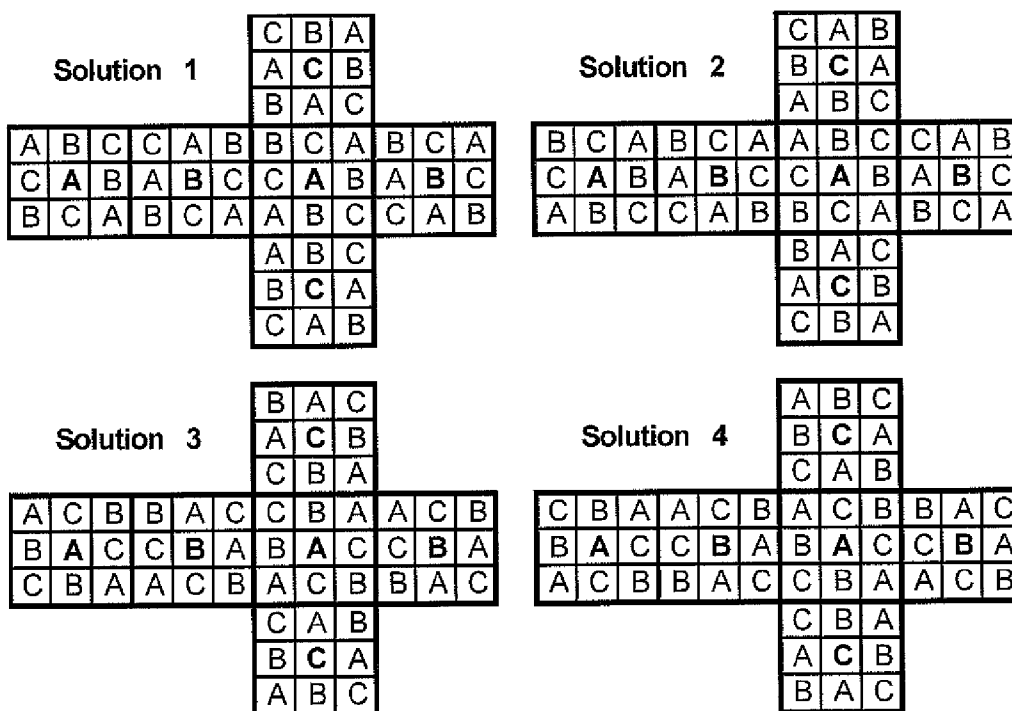 Solution 1
C B A
A C B
B A C
A B C C A B B C A B C A
C A B A B C C A B A B C
B C A B C A A B C C A B
A B C
B C A
C A B
Solution 2
C A B
B C A
A B C
B C A B C A A B C C A B
C A B A B C C A B A B C
A B C C A B B C A B C A
B A C
A C B
C B A
Solution 3
B A C
A C B
C B A
A C B B A C C B A A C B
B A C C B A B A C C B A
C B A A C B A C B B A C
C A B
B C A
A B C
Solution 4
A B C
B C A
C A B
C B A A C B A C B B A C
B A C C B A B A C C B A
A C B B A C C B A A C B
C B A
A C B
B A C